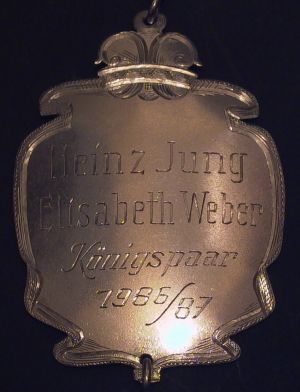 Heinz Jung
Elisabeth Weber
Königspaar
1986/87